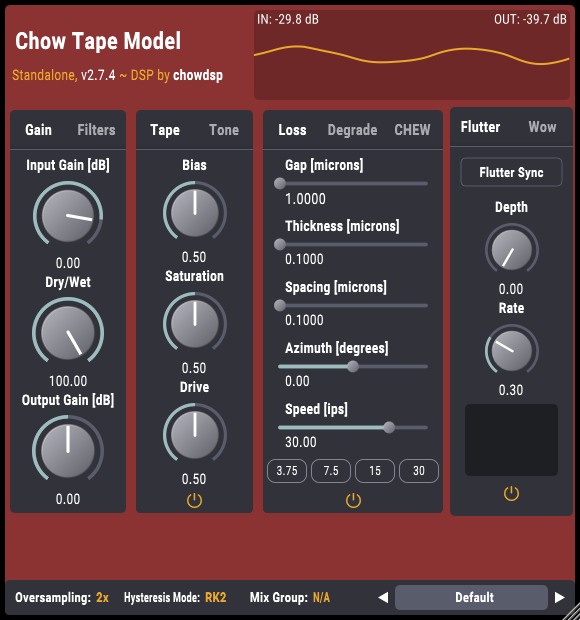 IN: -29.8 dB OUT: -39.7 dB
Chow Tape Model
Standalone, v2.7.4 ~ DSP by chowdsp
Gain Filters
Input Gain [dB]
0.00
Dry/Wet
100.00
Output Gain [dB]
0.00
Tape Tone
Bias
0.50
Saturation
0.50
Drive
0.50
Loss Degrade CHEW
Gap [microns]
1.0000
Thickness [microns]
0.1000
Spacing [microns]
0.1000
Azimuth [degrees]
0.00
Speed [ips]
30.00
3.75 7.5 15 30
Flutter Wow
Flutter Sync
Depth
0.00
Rate
0.30
Oversampling: 2x Hysteresis Mode: RK2 Mix Group: N/A Default